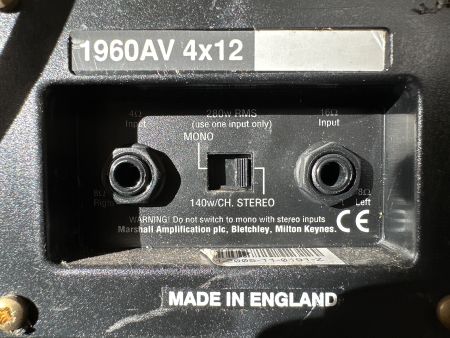 1960AV 4x12
4Ω 280w RMS 16Ω
Input (use one input only) Input
MONO
8Ω 8Ω
Right 140w/CH. STEREO Left
WARNING! Do not switch to mono with stereo inputs
Marshall Amplification plc, Bletchley, Milton Keynes.
CE
MADE IN ENGLAND